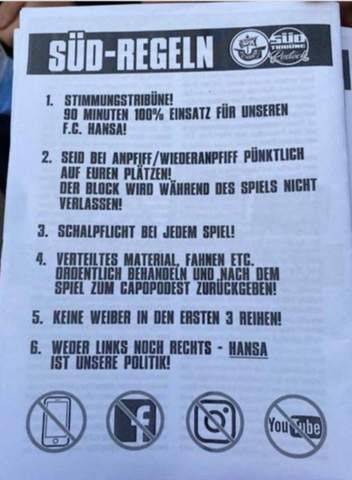 SÜD-REGELN
SÜD
TRIBÜNE
Rostock
1. STIMMUNGSTRIBÜNE!
90 MINUTEN 100% EINSATZ FÜR UNSEREN
F.C. HANSA!
2. SEID BEI ANPFIFF/WIEDERANPFIFF PÜNKTLICH
AUF EUREN PLÄTZEN!
DER BLOCK WIRD WÄHREND DES SPIELS NICHT
VERLASSEN!
3. SCHALPFLICHT BEI JEDEM SPIEL!
4. VERTEILTES MATERIAL, FAHNEN ETC.
ORDENTLICH BEHANDELN UND NACH DEM
SPIEL ZUM CAPOPODEST ZURÜCKGEBEN!
5. KEINE WEIBER IN DEN ERSTEN 3 REIHEN!
6. WEDER LINKS NOCH RECHTS - HANSA
IST UNSERE POLITIK!
f
YouTube